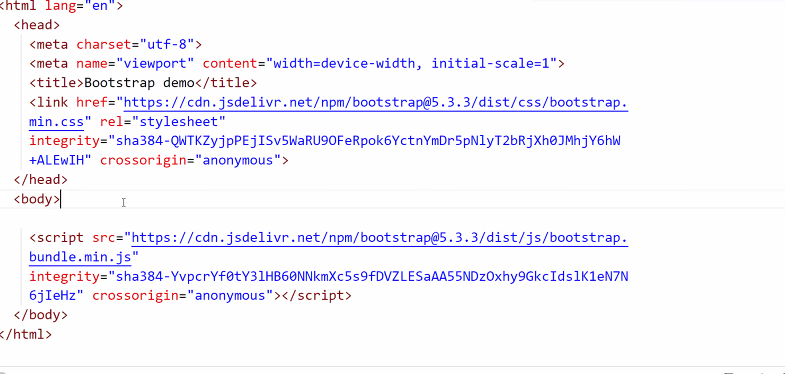 <html lang="en">
<head>
<meta charset="utf-8">
<meta name="viewport" content="width=device-width, initial-scale=1">
<title>Bootstrap demo</title>
<link href="https://cdn.jsdelivr.net/npm/bootstrap@5.3.3/dist/css/bootstrap.
min.css" rel="stylesheet"
integrity="sha384-QWTKZyjpPEjISv5WaRU9OFeRpok6YctnYmDr5pNlyT2bRjXh0JMhjY6hW
+ALEwIH" crossorigin="anonymous">
</head>
<body>
<script src="https://cdn.jsdelivr.net/npm/bootstrap@5.3.3/dist/js/bootstrap.
bundle.min.js"
integrity="sha384-YvpcrYf0tY3lHB60NNkmXc5s9fDVZLESaAA55NDzOxhy9GkcIdslK1eN7N
6jIeHz" crossorigin="anonymous"></script>
</body>
</html>